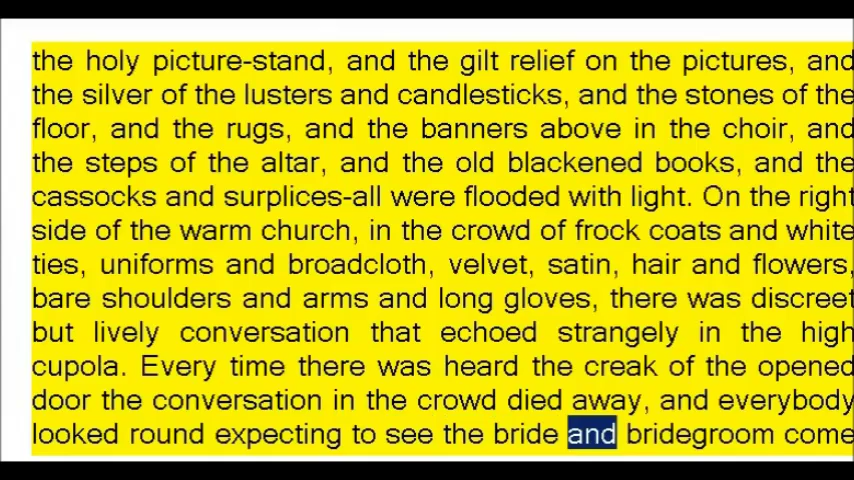 the holy picture-stand, and the gilt relief on the pictures, and
the silver of the lusters and candlesticks, and the stones of the
floor, and the rugs, and the banners above in the choir, and
the steps of the altar, and the old blackened books, and the
cassocks and surplices-all were flooded with light. On the right
side of the warm church, in the crowd of frock coats and white
ties, uniforms and broadcloth, velvet, satin, hair and flowers,
bare shoulders and arms and long gloves, there was discreet
but lively conversation that echoed strangely in the high
cupola. Every time there was heard the creak of the opened
door the conversation in the crowd died away, and everybody
looked round expecting to see the bride and bridegroom come